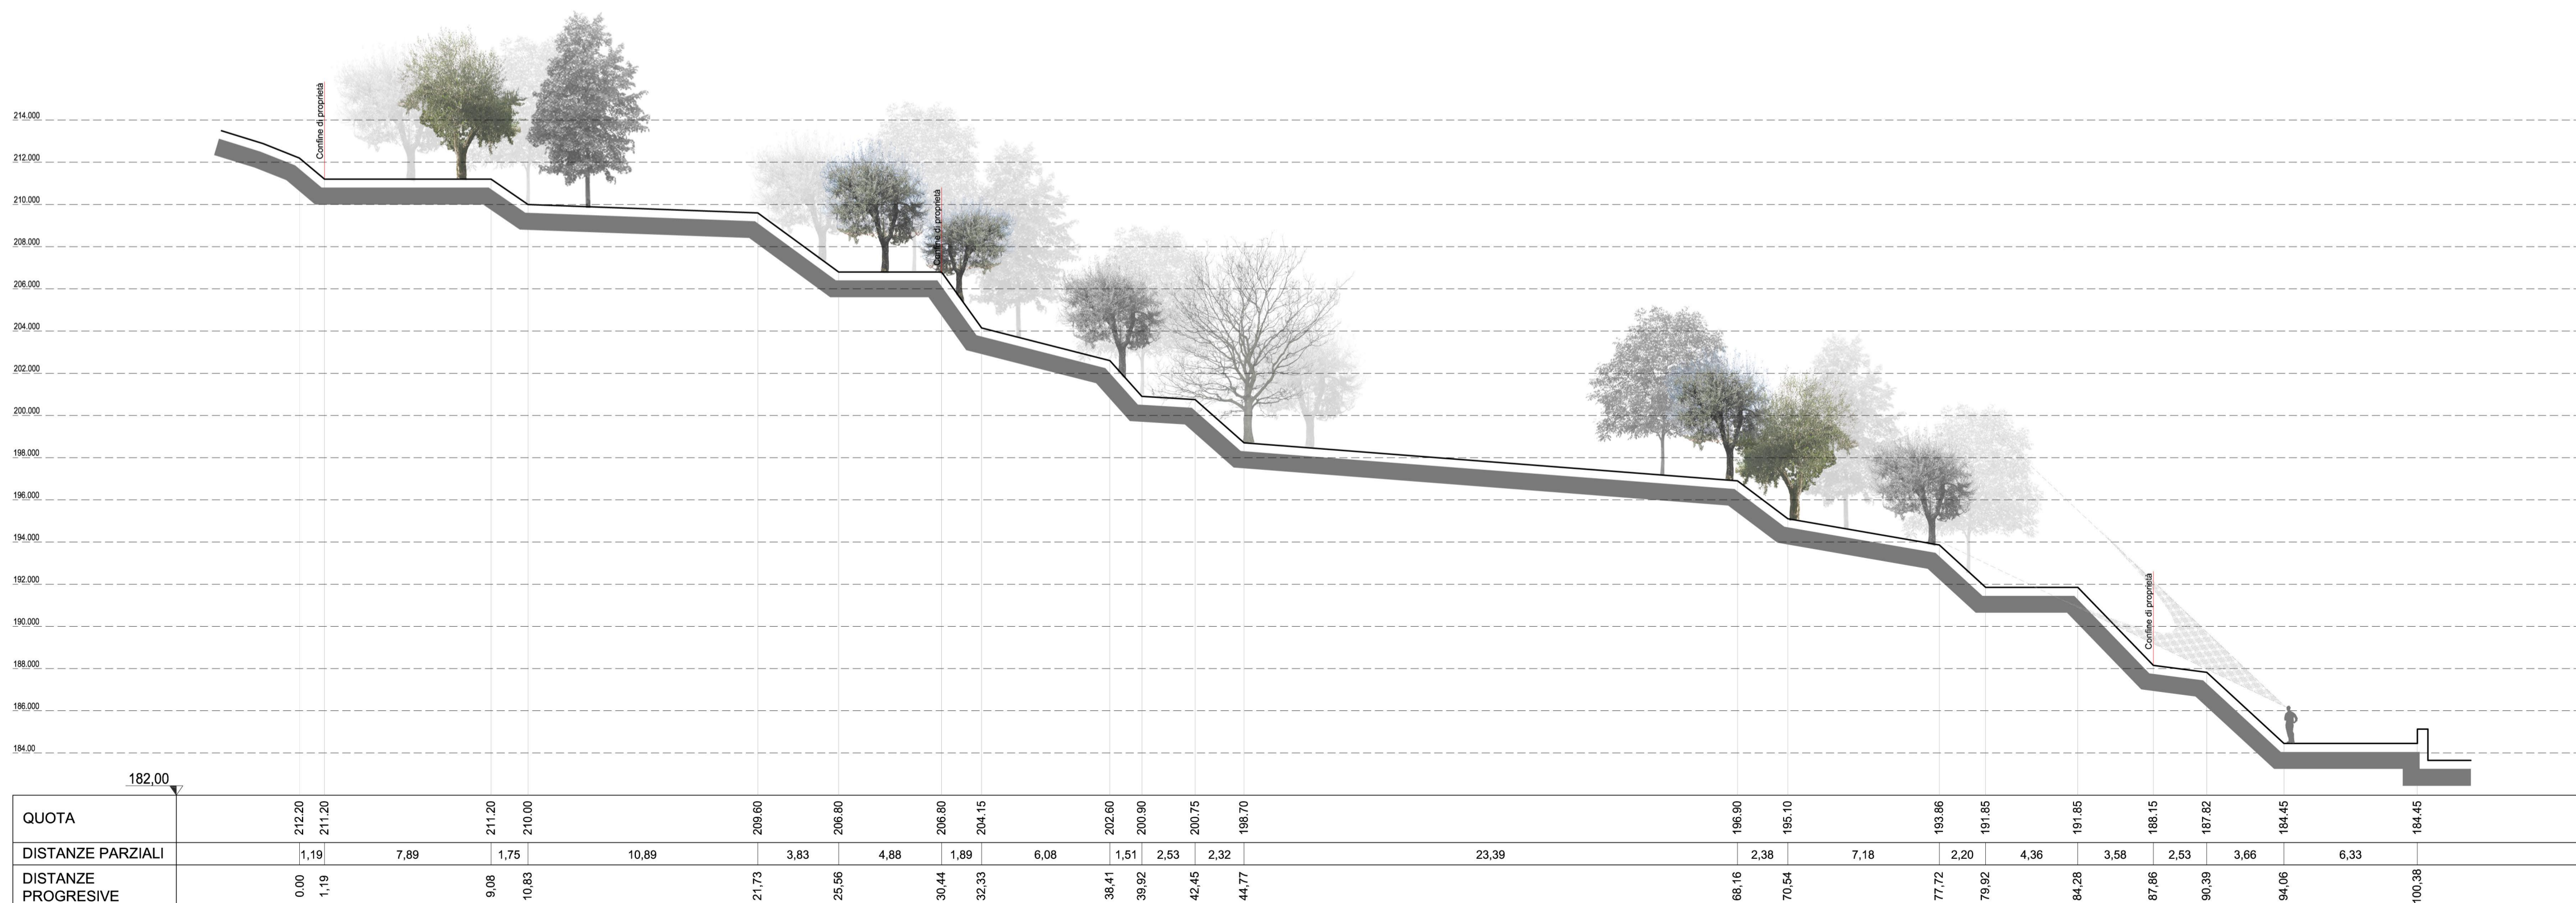 Confine di proprietà
Confine di proprietà
Confine di proprietà
214.000
212.000
210.000
208.000
206.000
204.000
202.000
200.000
198.000
196.000
194.000
192.000
190.000
188.000
186.000
184.00
182,00
QUOTA 212.20 211.20 211.20 210.00 209.60 206.80 206.80 204.15 202.60 200.90 200.75 198.70 196.90 195.10 193.86 191.85 191.85 188.15 187.82 184.45 184.45
DISTANZE PARZIALI 1,19 7,89 1,75 10,89 3,83 4,88 1,89 6,08 1,51 2,53 2,32 23,39 2,38 7,18 2,20 4,36 3,58 2,53 3,66 6,33
DISTANZE
PROGRESIVE 0.00 1,19 9,08 10,83 21,73 25,56 30,44 32,33 38,41 39,92 42,45 44,77 68,16 70,54 77,72 79,92 84,28 87,86 90,39 94,06 100,38